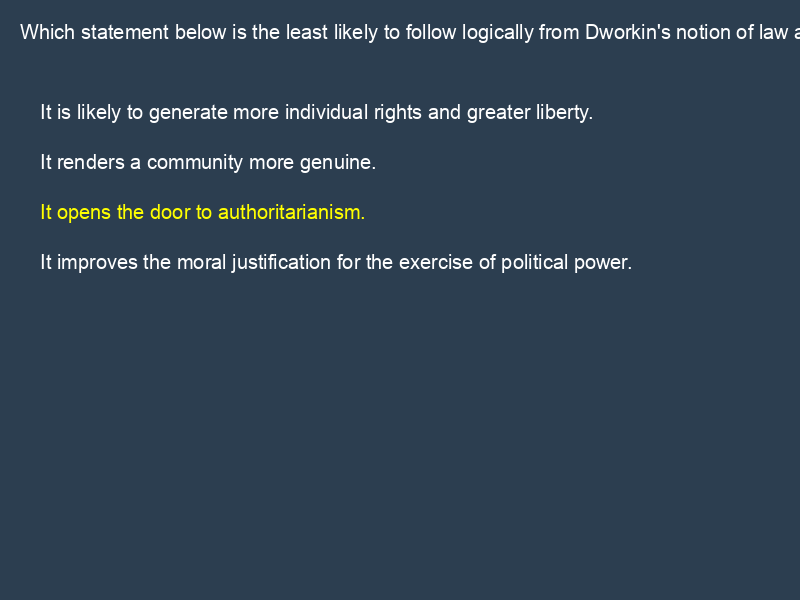 Which statement below is the least likely to follow logically from Dworkin's notion of law
It is likely to generate more individual rights and greater liberty.
It renders a community more genuine.
It opens the door to authoritarianism.
It improves the moral justification for the exercise of political power.